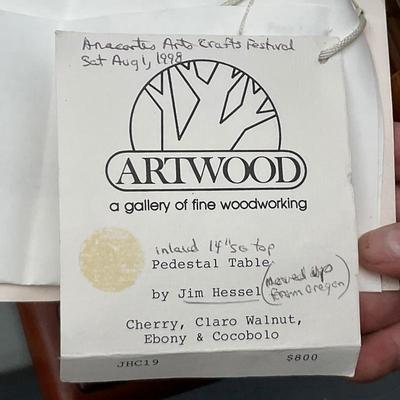 Anacortes Arts Crafts Festival
Sat Aug 1, 1998
ARTWOOD
a gallery of fine woodworking
inlaid 14" sq top
Pedestal Table
by Jim Hessel
(moved up
from Oregon)
Cherry, Claro Walnut,
Ebony & Cocobolo
JHC19 $800